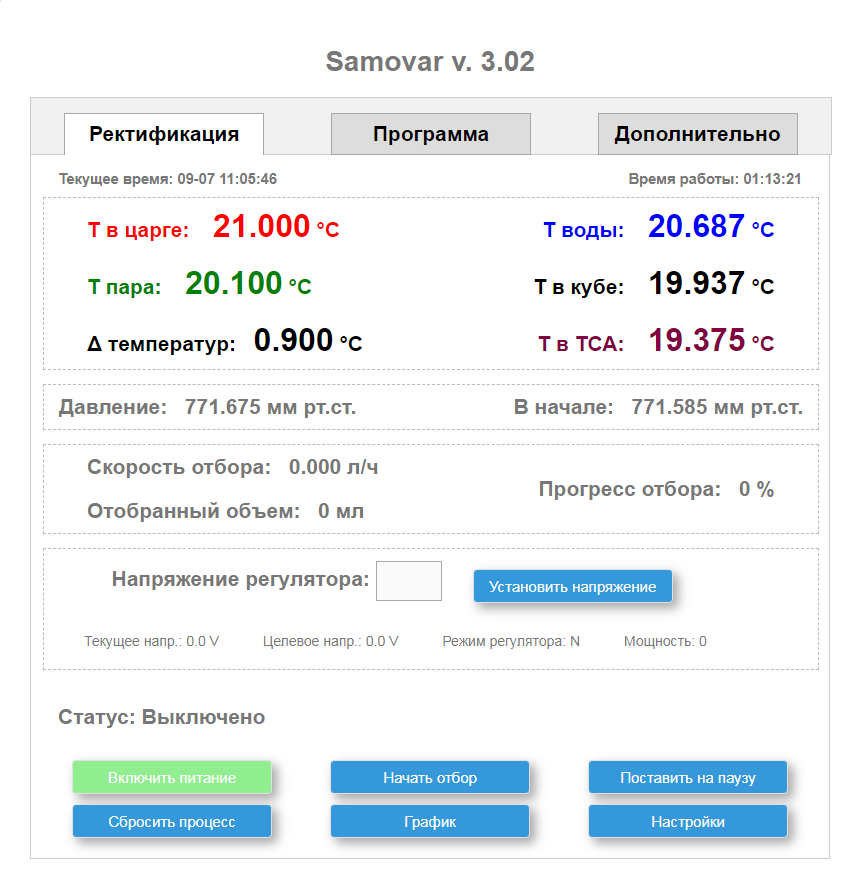 Samovar v. 3.02
Ректификация Программа Дополнительно
Текущее время: 09-07 11:05:46 Время работы: 01:13:21
Т в царге: 21.000 °C Т воды: 20.687 °C
Т пара: 20.100 °C Т в кубе: 19.937 °C
Δ температур: 0.900 °C Т в ТСА: 19.375 °C
Давление: 771.675 мм рт.ст. В начале: 771.585 мм рт.ст.
Скорость отбора: 0.000 л/ч
Прогресс отбора: 0 %
Отобранный объем: 0 мл
Напряжение регулятора: Установить напряжение
Текущее напр.: 0.0 V Целевое напр.: 0.0 V Режим регулятора: N Мощность: 0
Статус: Выключено
Включить питание Начать отбор Поставить на паузу
Сбросить процесс График Настройки